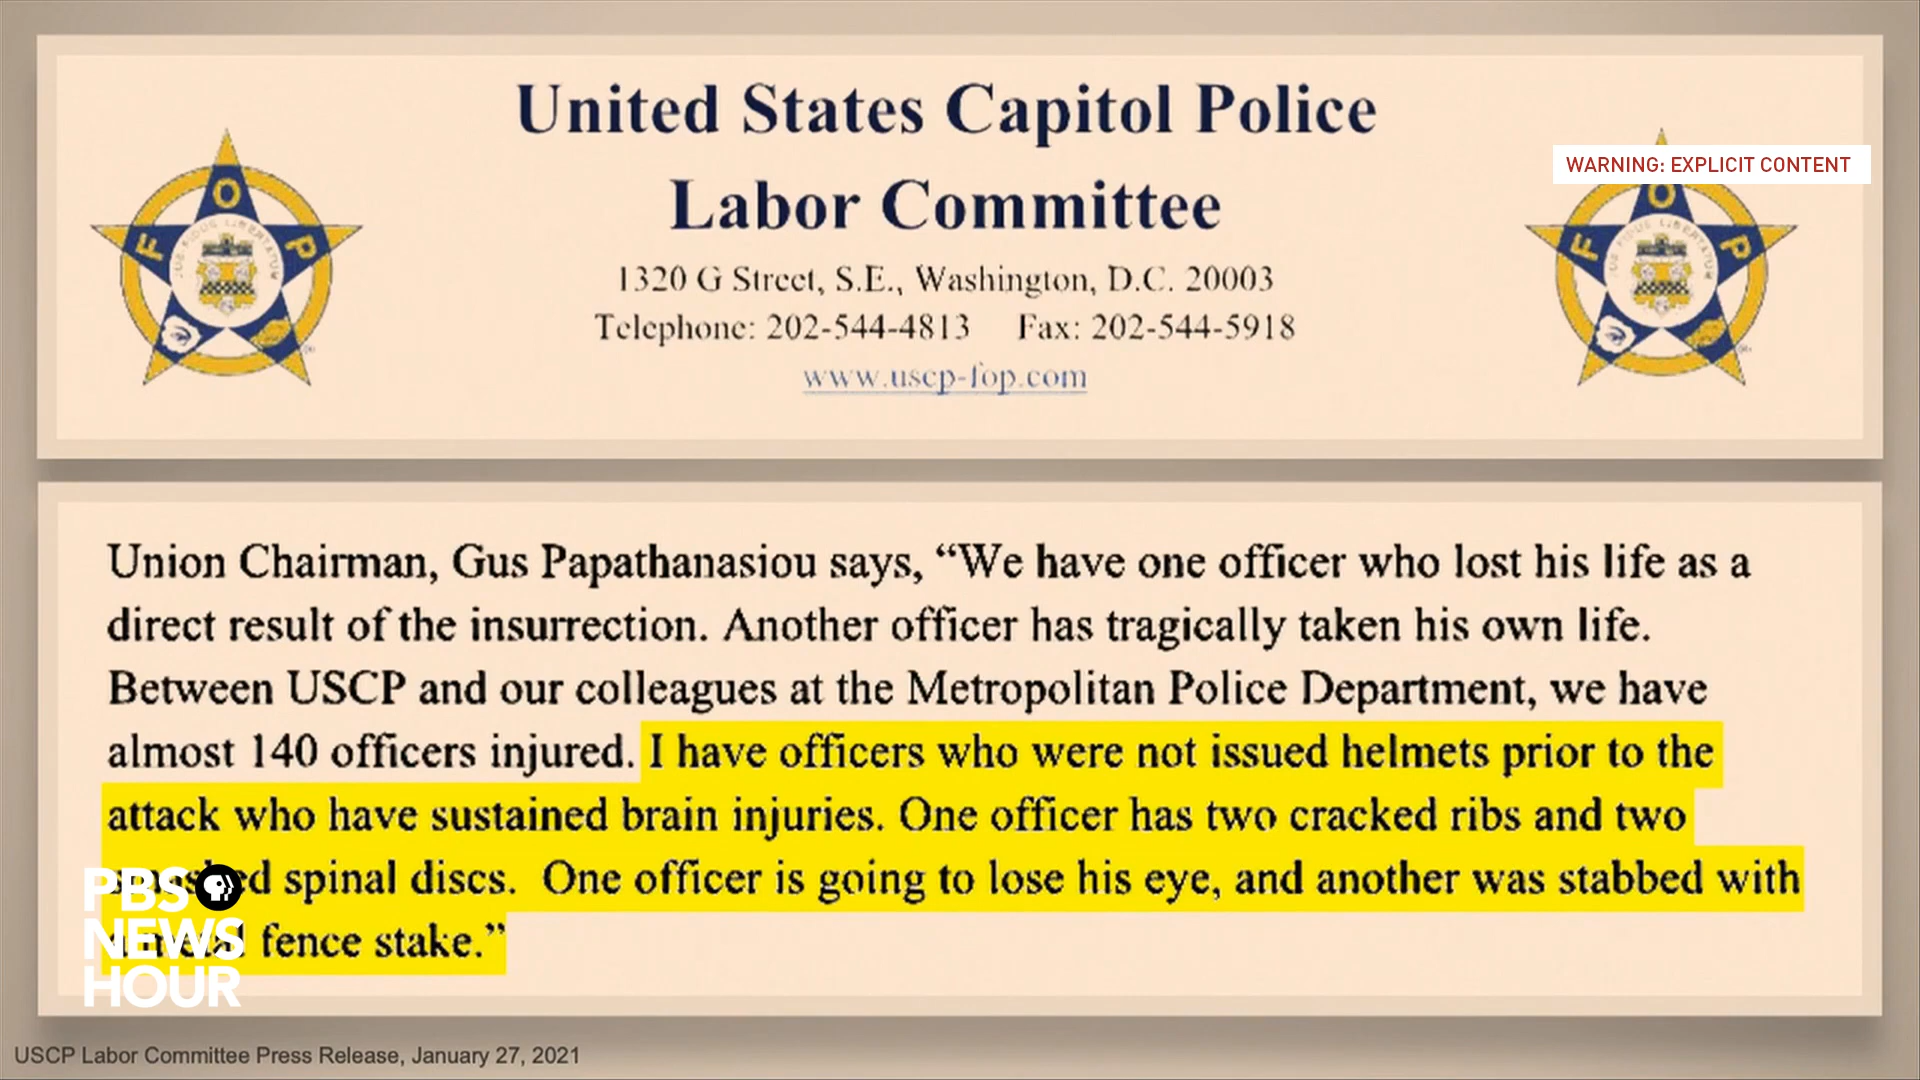 United States Capitol Police
Labor Committee
WARNING: EXPLICIT CONTENT
1320 G Street, S.E., Washington, D.C. 20003
Telephone: 202-544-4813 Fax: 202-544-5918
www.uscp-fop.com
F O P
F O P
Union Chairman, Gus Papathanasiou says, “We have one officer who lost his life as a
direct result of the insurrection. Another officer has tragically taken his own life.
Between USCP and our colleagues at the Metropolitan Police Department, we have
almost 140 officers injured. I have officers who were not issued helmets prior to the
attack who have sustained brain injuries. One officer has two cracked ribs and two
spinal discs. One officer is going to lose his eye, and another was stabbed with
fence stake.”
PBS
NEWS
HOUR
USCP Labor Committee Press Release, January 27, 2021